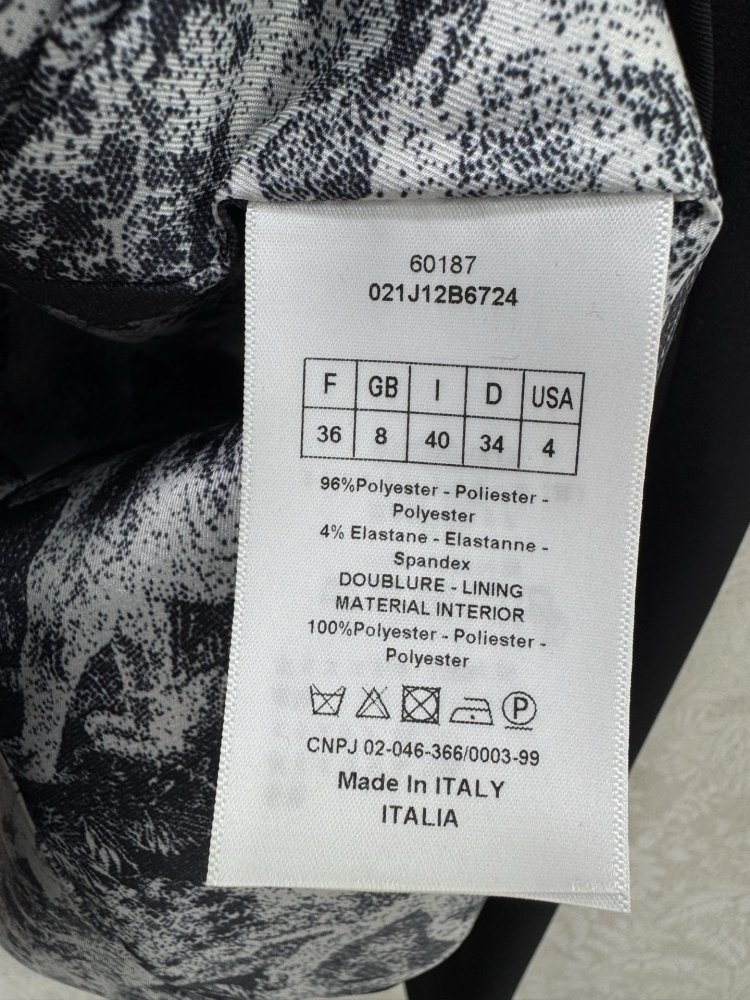 60187
021J12B6724
F GB I D USA
36 8 40 34 4
96%Polyester - Poliester -
Polyester
4% Elastane - Elastanne -
Spandex
DOUBLURE - LINING
MATERIAL INTERIOR
100%Polyester - Poliester -
Polyester
P
CNPJ 02-046-366/0003-99
Made In ITALY
ITALIA